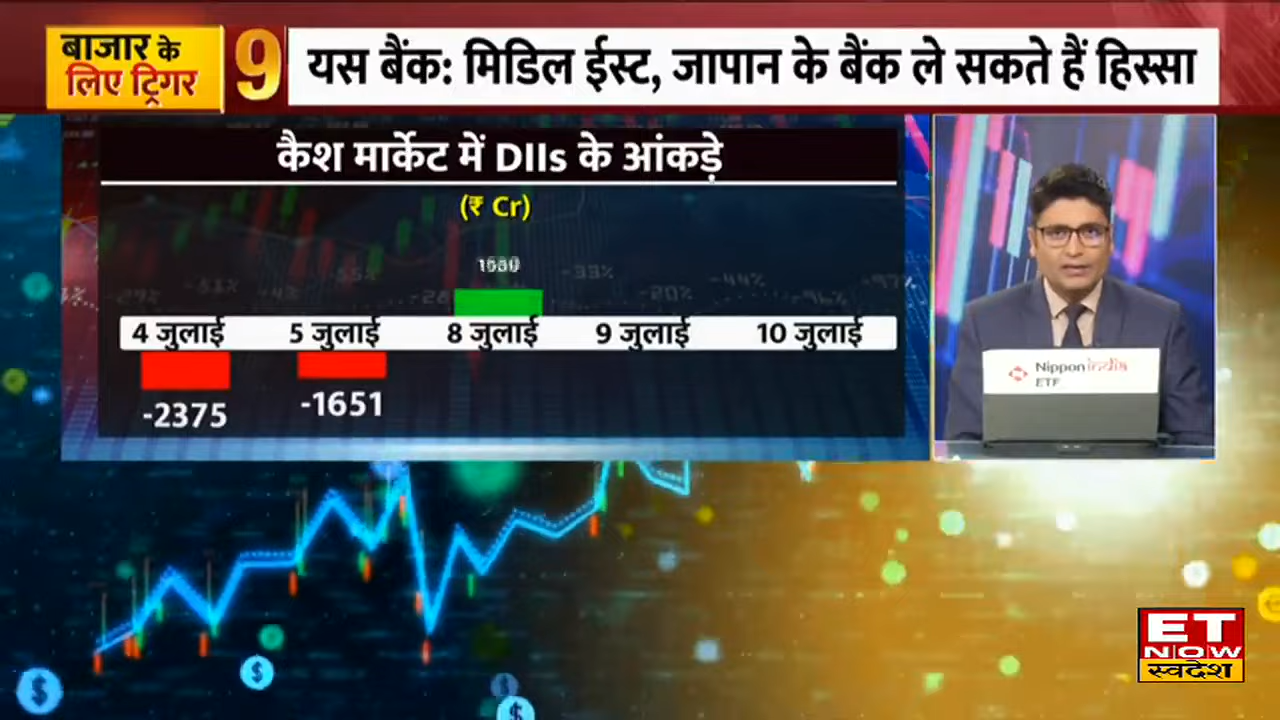 बाजार के
लिए ट्रिगर
9
यस बैंक: मिडिल ईस्ट, जापान के बैंक ले सकते हैं हिस्सा
कैश मार्केट में DIIs के आंकड़े
(₹ Cr)
4 जुलाई 5 जुलाई 8 जुलाई 9 जुलाई 10 जुलाई
-2375 -1651
Nippon india
ETF
ET
NOW
स्वदेश